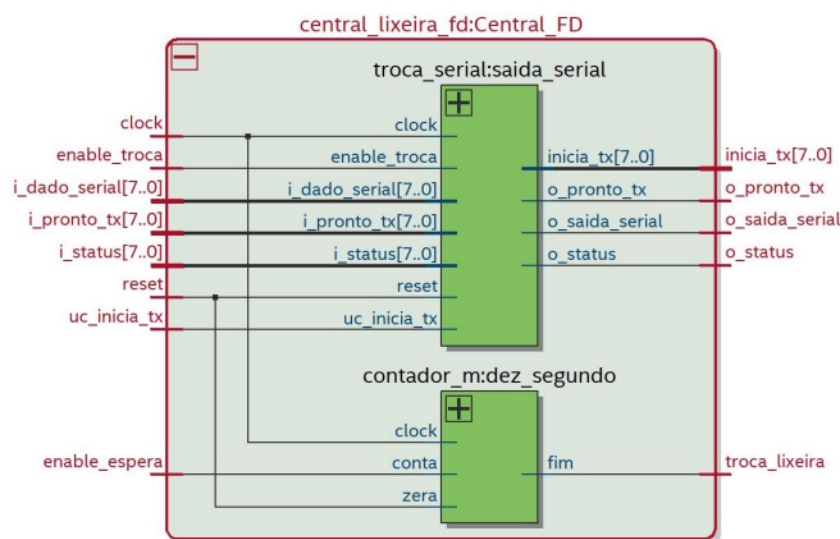 central_lixeira_fd:Central_FD
troca_serial:saida_serial
clock
clock
enable_troca
enable_troca
inicia_tx[7..0]
inicia_tx[7..0]
i_dado_serial[7..0]
i_dado_serial[7..0]
o_pronto_tx
o_pronto_tx
i_pronto_tx[7..0]
i_pronto_tx[7..0]
o_saida_serial
o_saida_serial
i_status[7..0]
i_status[7..0]
o_status
o_status
reset
reset
uc_inicia_tx
uc_inicia_tx
contador_m:dez_segundo
clock
enable_espera
conta
fim
troca_lixeira
zera